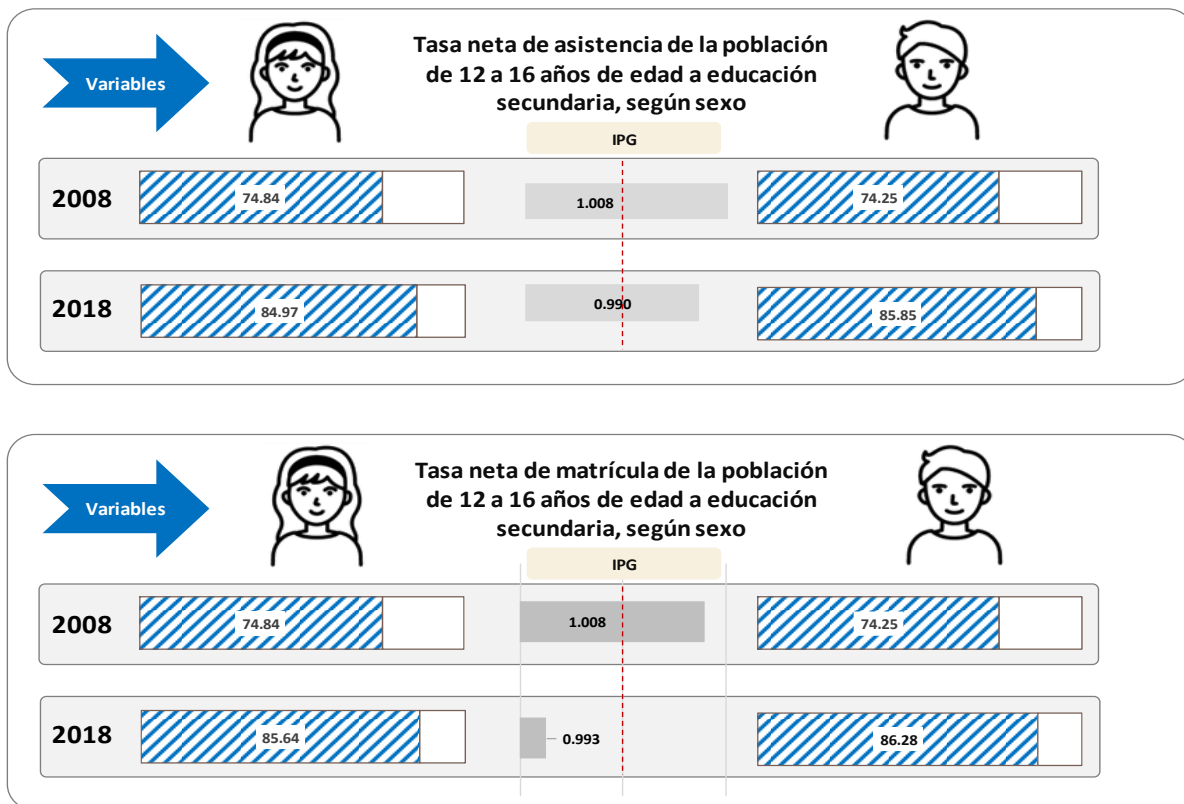 Variables
Tasa neta de asistencia de la población
de 12 a 16 años de edad a educación
secundaria, según sexo
IPG
2008 74.84 1.008 74.25
2018 84.97 0.990 85.85
Variables
Tasa neta de matrícula de la población
de 12 a 16 años de edad a educación
secundaria, según sexo
IPG
2008 74.84 1.008 74.25
2018 85.64 0.993 86.28